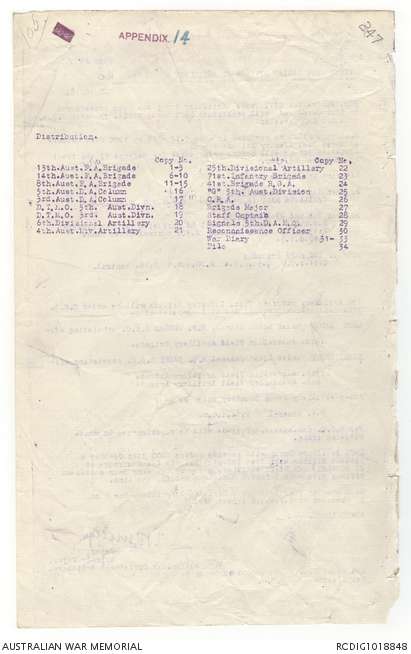 APPENDIX. 14
247
Distribution.
Copy No.
13th.Aust.F.A.Brigade 1-5
14th.Aust.F.A.Brigade 6-10
8th.Aust.F.A.Brigade 11-15
5th.Aust.D.A.Column 16
3rd.Aust.D.A.Column 17
D.T.M.O. 5th. Aust.Divn. 18
D.T.M.O. 3rd. Aust.Divn. 19
6th.Divisional Artillery 20
4th.Aust.Div.Artillery 21
Copy No.
25th.Divisional Artillery 22
71st.Infantry Brigade 23
41st.Brigade R.G.A. 24
"G" 5th. Aust.Division 25
C.R.A. 26
Brigade Major 27
Staff Captain 28
Signals 5th.D.A.H.Q. 29
Reconnaissance Officer 30
War Diary 31- 33
File 34
AUSTRALIAN WAR MEMORIAL
RCDIG1018848